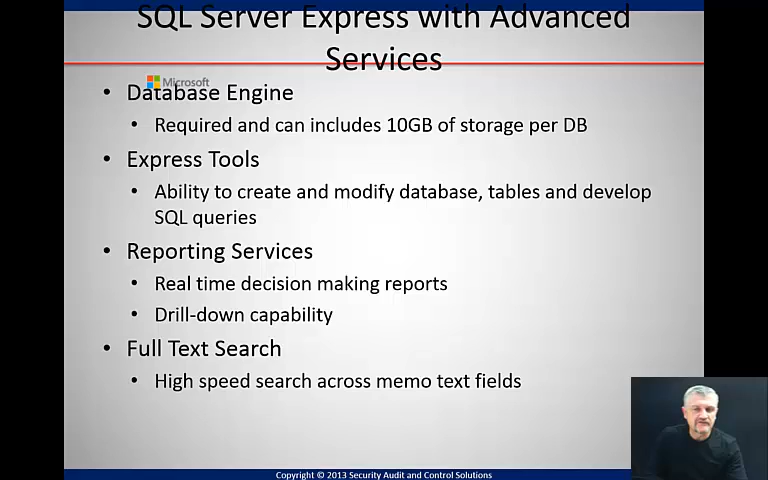 SQL Server Express with Advanced
Services
Microsoft
• Database Engine
• Required and can includes 10GB of storage per DB
• Express Tools
• Ability to create and modify database, tables and develop
SQL queries
• Reporting Services
• Real time decision making reports
• Drill-down capability
• Full Text Search
• High speed search across memo text fields
Copyright © 2013 Security Audit and Control Solutions